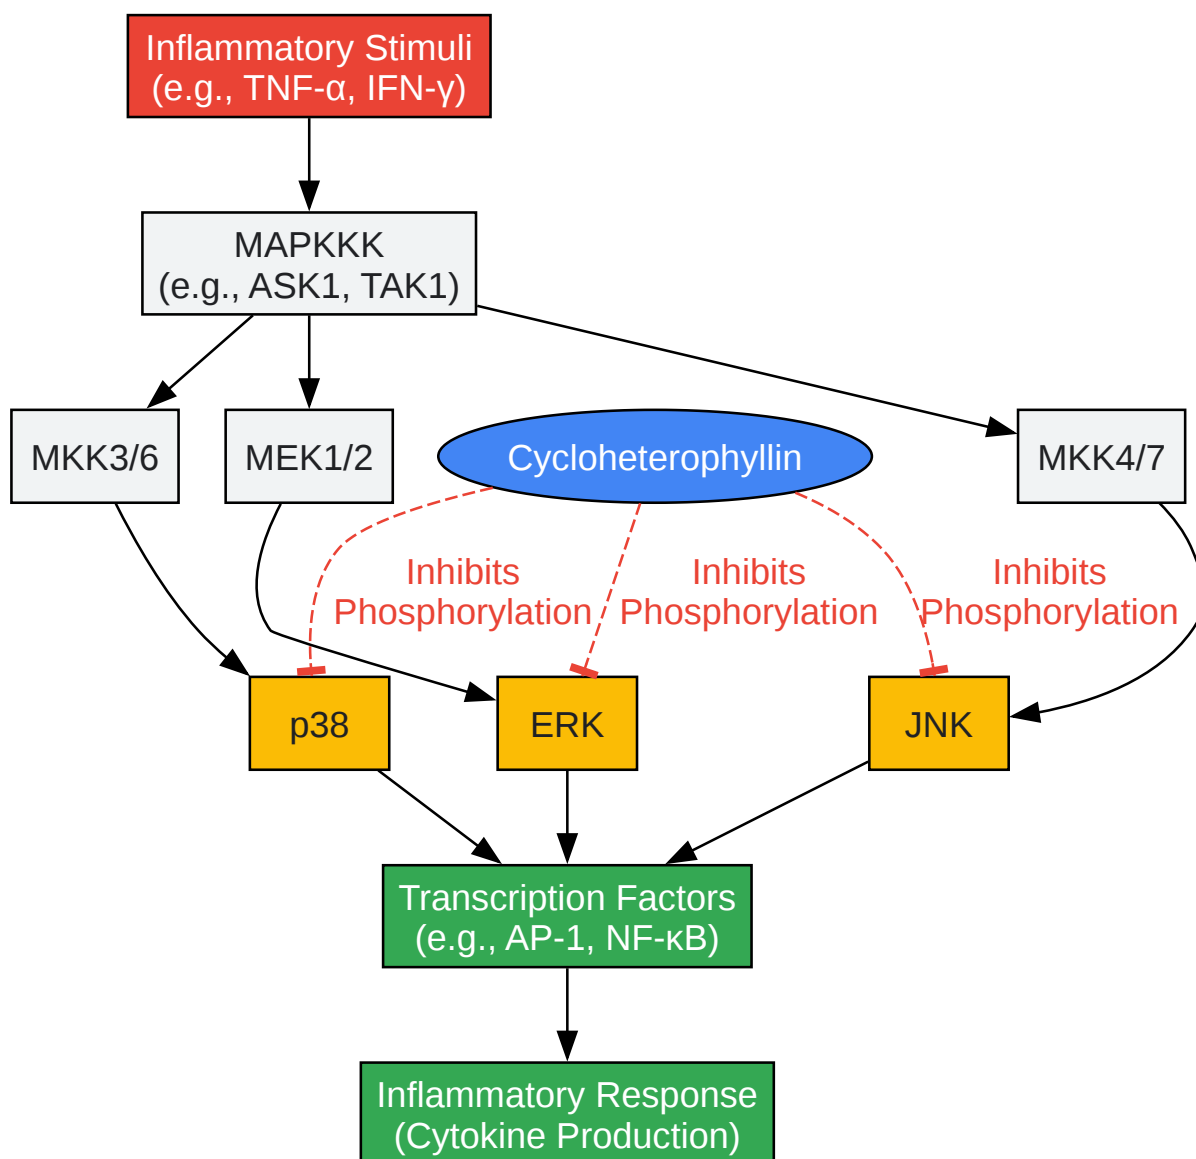 Inflammatory Stimuli
(e.g., TNF-α, IFN-γ)
MAPKKK
(e.g., ASK1, TAK1)
MKK3/6
MEK1/2
Cycloheterophyllin
MKK4/7
Inhibits
Phosphorylation
Inhibits
Phosphorylation
Inhibits
Phosphorylation
p38
ERK
JNK
Transcription Factors
(e.g., AP-1, NF-κB)
Inflammatory Response
(Cytokine Production)